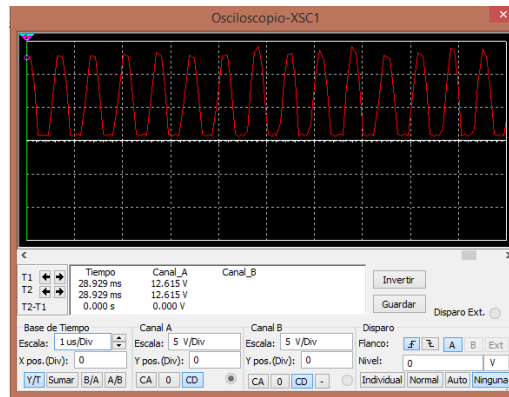 Osciloscopio-XSC1
Tiempo Canal_A Canal_B
T1 28.929 ms 12.615 V
T2 28.929 ms 12.615 V
T2-T1 0.000 s 0.000 V
Invertir
Guardar
Disparo Ext.
Base de Tiempo Canal A Canal B Disparo
Escala: 1 us/Div Escala: 5 V/Div Escala: 5 V/Div Flanco: A B Ext
X pos.(Div): 0 Y pos.(Div): 0 Y pos.(Div): 0 Nivel: 0 V
Y/T Sumar B/A A/B CA 0 CD CA 0 CD - Individual Normal Auto Ninguna